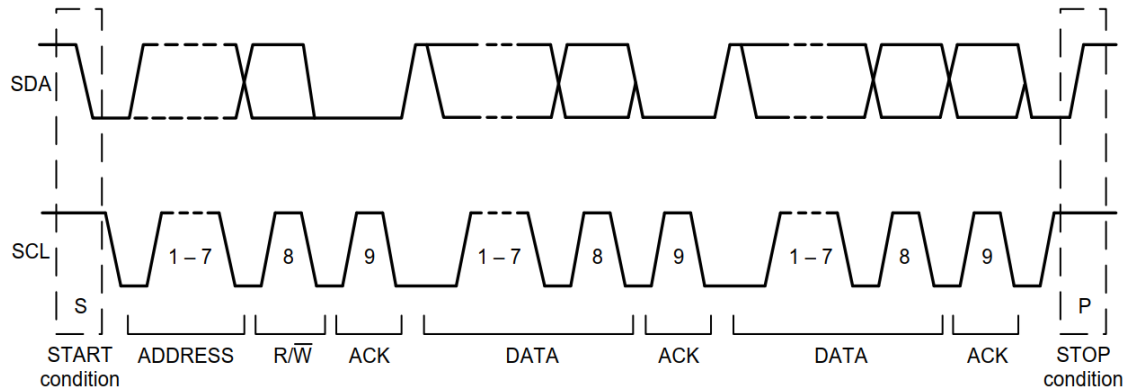 SDA
SCL
1 – 7 8 9 1 – 7 8 9 1 – 7 8 9
S P
START condition
ADDRESS
R/W̅
ACK
DATA
ACK
DATA
ACK
STOP condition